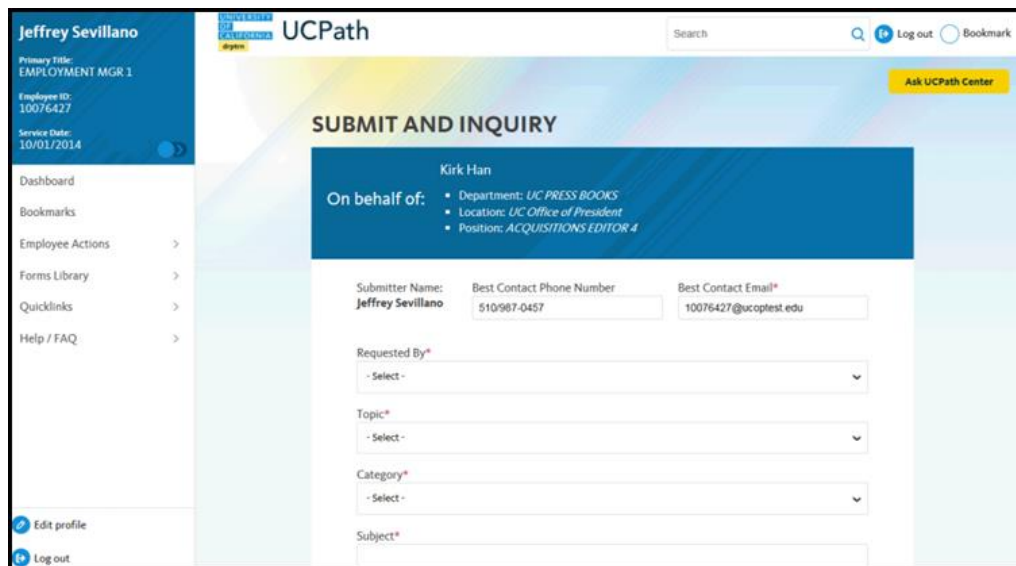 Jeffrey Sevillano
Primary Title:
EMPLOYMENT MGR 1
Employee ID:
10076427
Service Date:
10/01/2014
Dashboard
Bookmarks
Employee Actions
Forms Library
Quicklinks
Help / FAQ
Edit profile
Log out
UNIVERSITY
OF
CALIFORNIA
UCPath
Search
Log out
Bookmark
Ask UCPath Center
SUBMIT AND INQUIRY
On behalf of:
Kirk Han
Department: UC PRESS BOOKS
Location: UC Office of President
Position: ACQUISITIONS EDITOR 4
Submitter Name:
Jeffrey Sevillano
Best Contact Phone Number
510/987-0457
Best Contact Email*
10076427@ucoptest.edu
Requested By*
- Select -
Topic*
- Select -
Category*
- Select -
Subject*